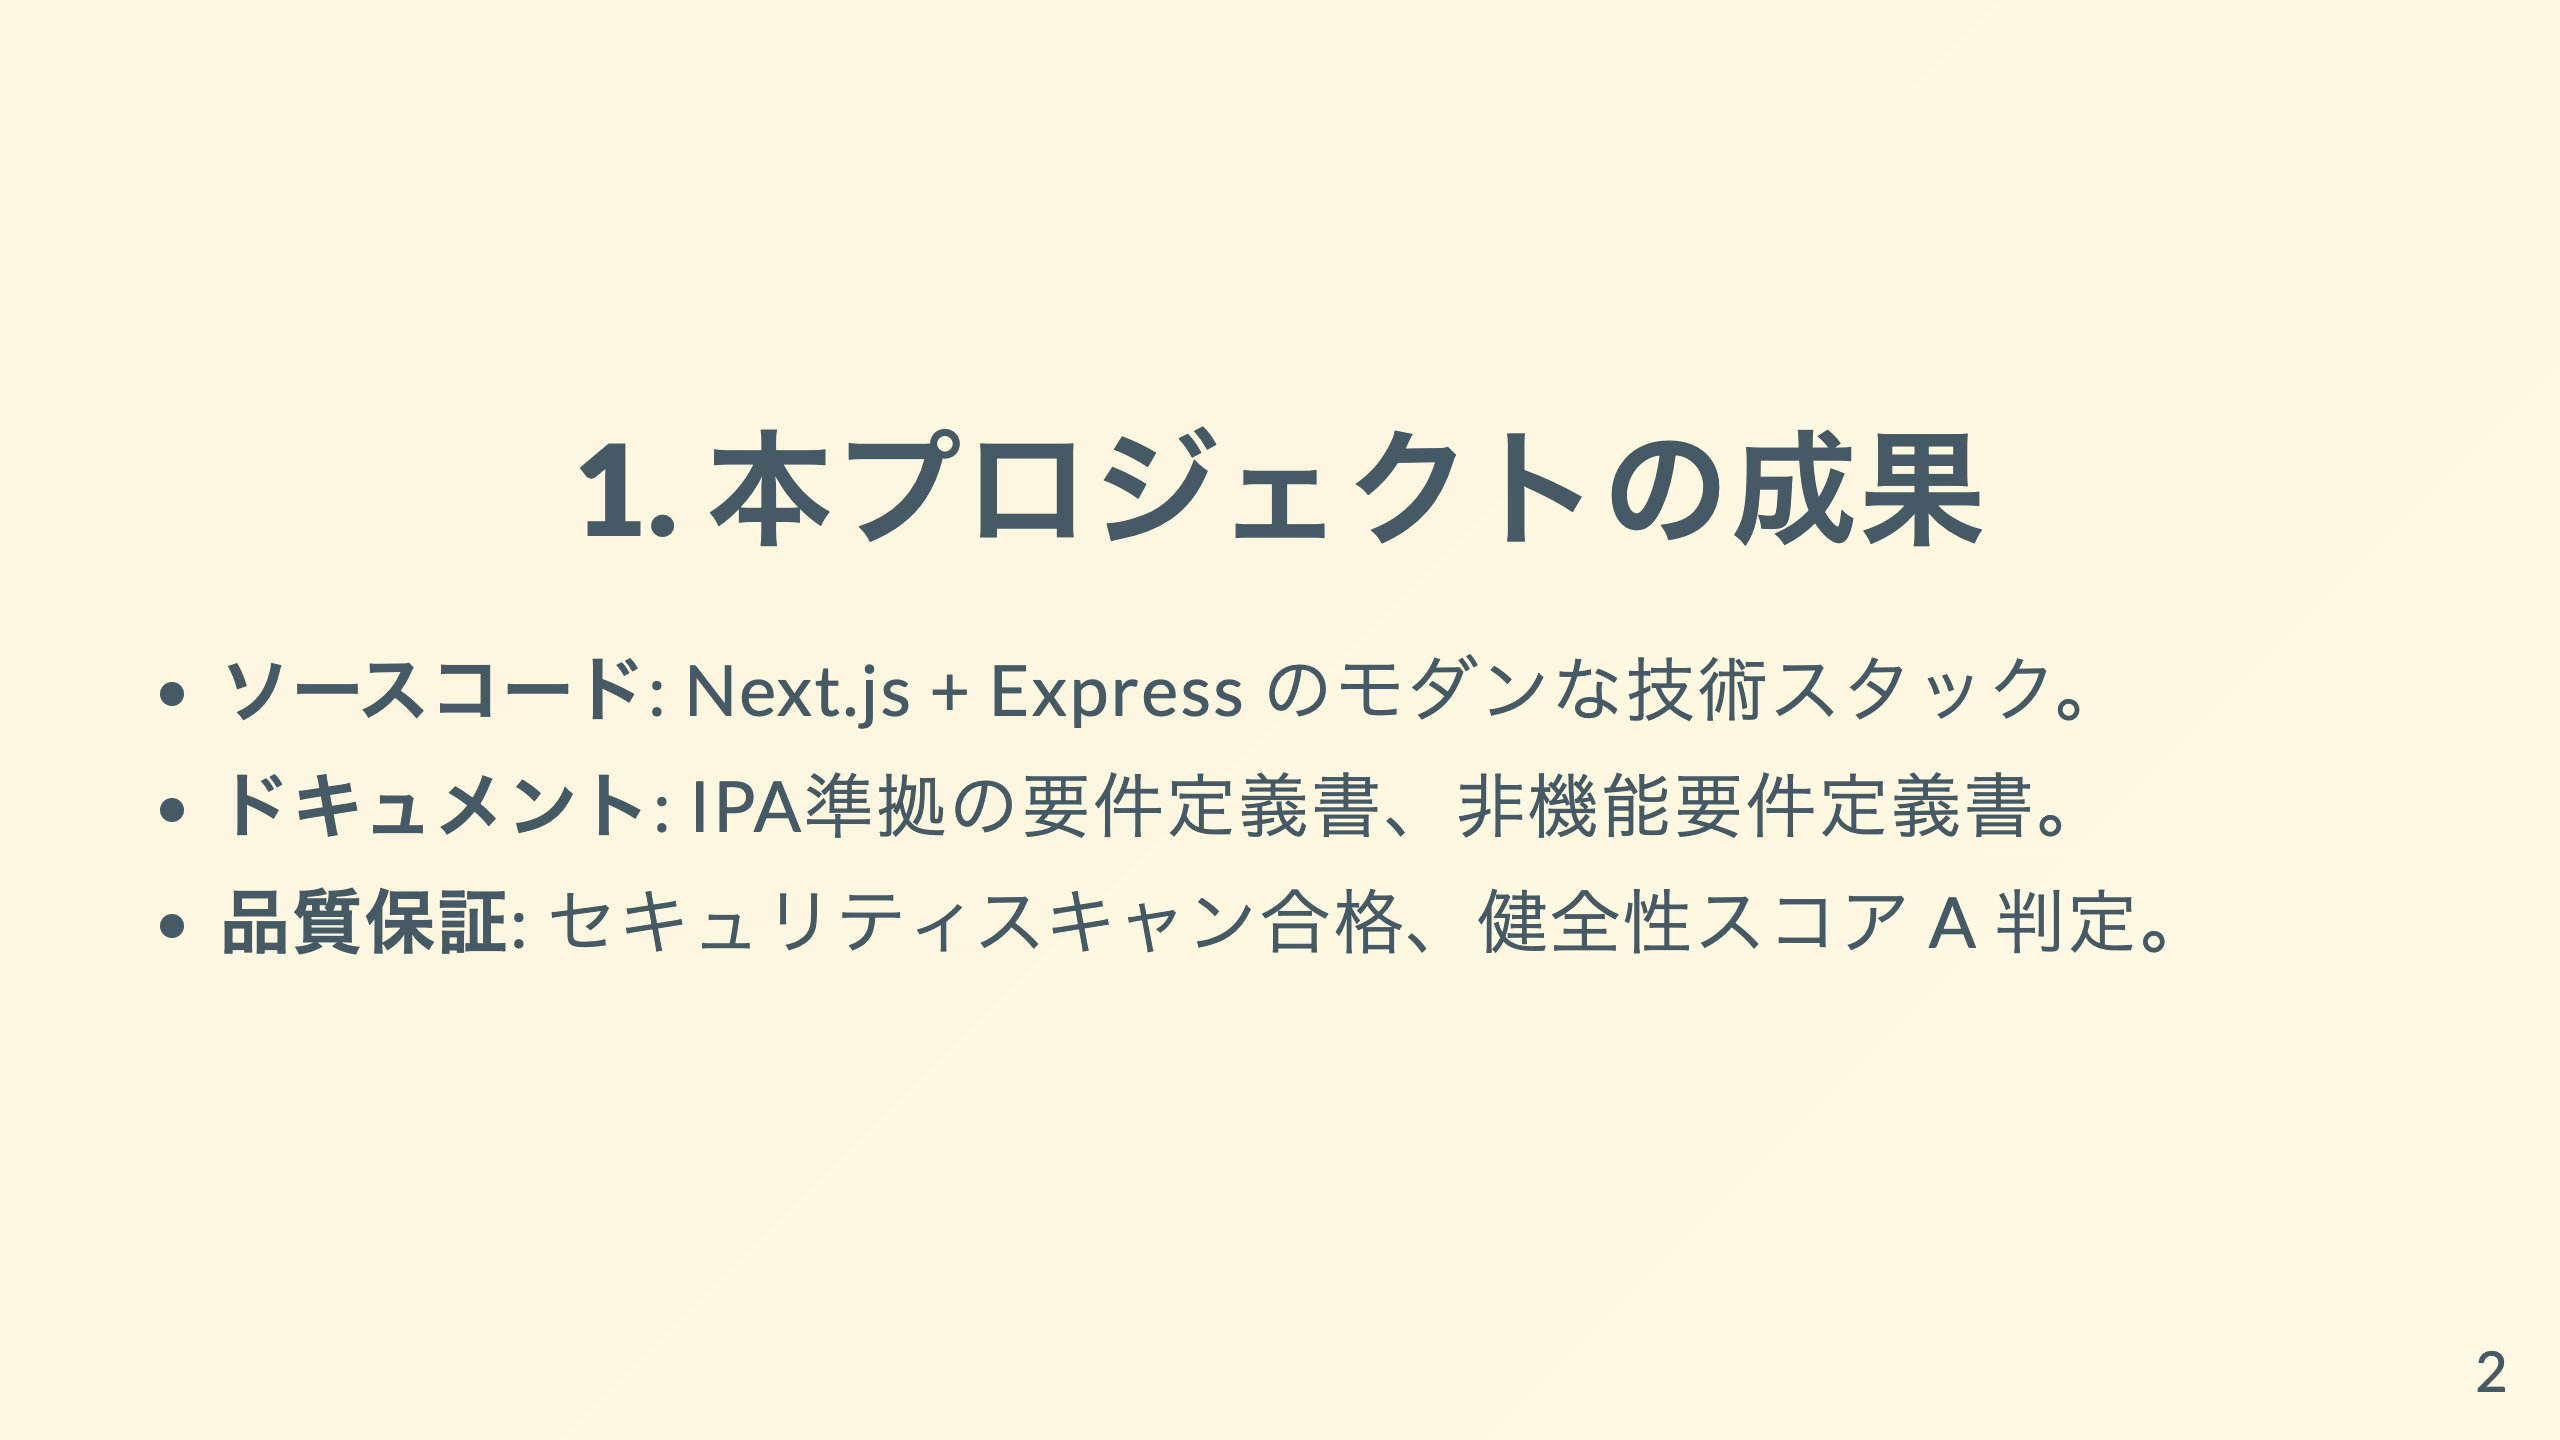 1. 本プロジェクトの成果
• ソースコード: Next.js + Express のモダンな技術スタック。
• ドキュメント: IPA準拠の要件定義書、非機能要件定義書。
• 品質保証: セキュリティスキャン合格、健全性スコア A 判定。
2